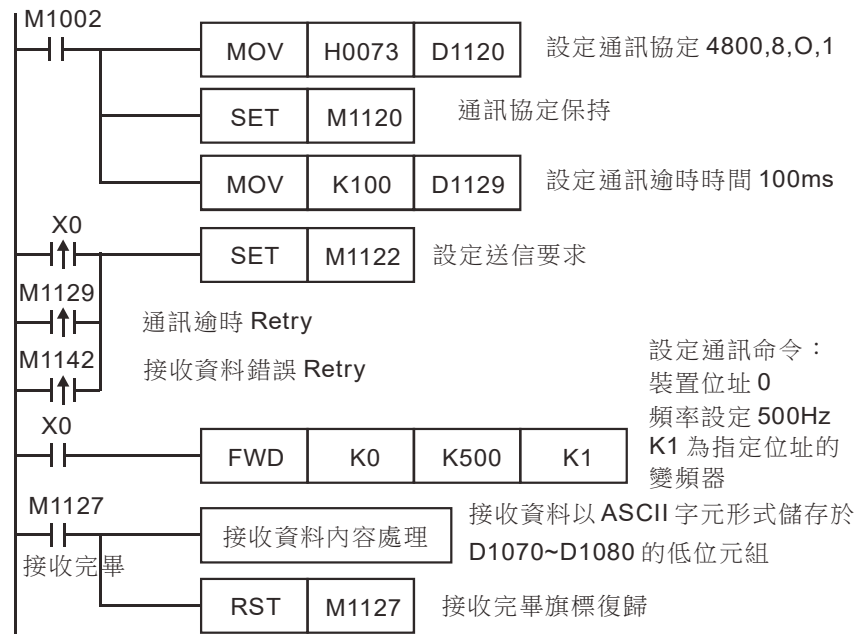 M1002
MOV H0073 D1120 設定通訊協定 4800,8,O,1
SET M1120 通訊協定保持
MOV K100 D1129 設定通訊逾時時間 100ms
X0
SET M1122 設定送信要求
M1129
通訊逾時 Retry
M1142
接收資料錯誤 Retry
設定通訊命令：
裝置位址 0
頻率設定 500Hz
K1 為指定位址的
變頻器
X0
FWD K0 K500 K1
M1127
接收完畢
接收資料內容處理
接收資料以 ASCII 字元形式儲存於
D1070~D1080 的低位元組
RST M1127 接收完畢旗標復歸